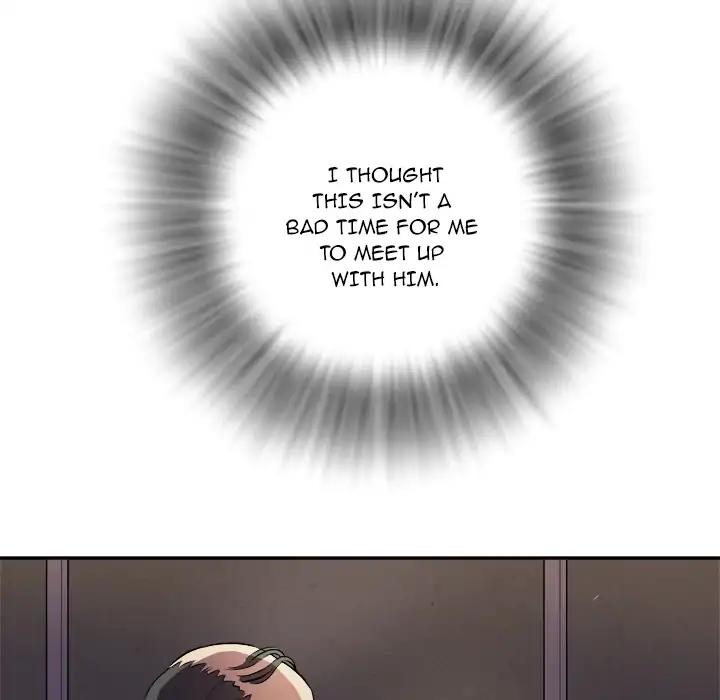 I THOUGHT
THIS ISN'T A
BAD TIME FOR ME
TO MEET UP
WITH HIM.